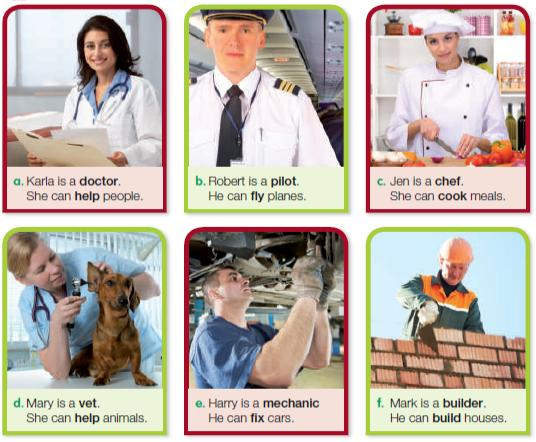 a. Karla is a doctor.
She can help people.
b. Robert is a pilot.
He can fly planes.
c. Jen is a chef.
She can cook meals.
d. Mary is a vet.
She can help animals.
e. Harry is a mechanic
He can fix cars.
f. Mark is a builder.
He can build houses.